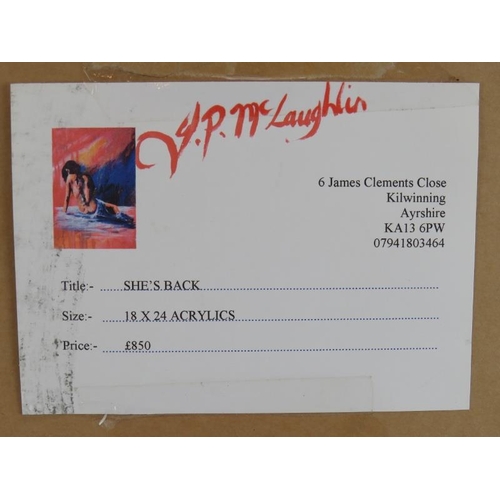 J.P. McLaughlin
6 James Clements Close
Kilwinning
Ayrshire
KA13 6PW
07941803464
Title:- SHE'S BACK
Size:- 18 X 24 ACRYLICS
Price:- £850